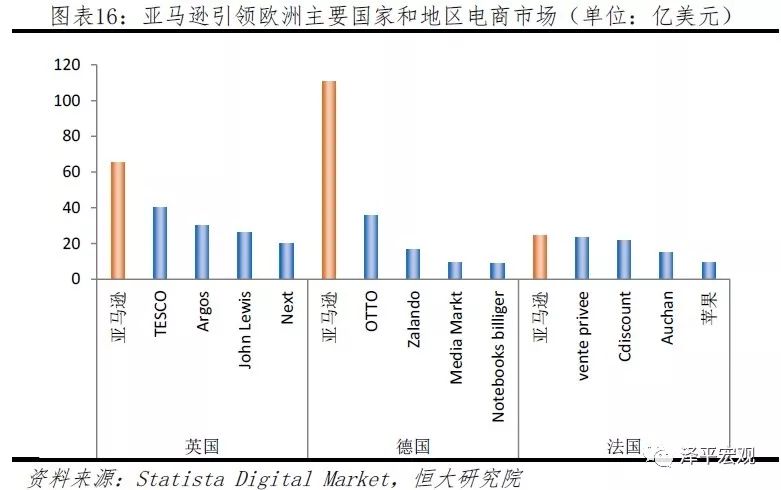 图表16：亚马逊引领欧洲主要国家和地区电商市场（单位：亿美元）
120
100
80
60
40
20
0
亚马逊
TESCO
Argos
John Lewis
Next
亚马逊
OTTO
Zalando
Media Markt
Notebooks billiger
亚马逊
vente privee
Cdiscount
Auchan
苹果
英国
德国
法国
泽平宏观
资料来源：Statista Digital Market，恒大研究院